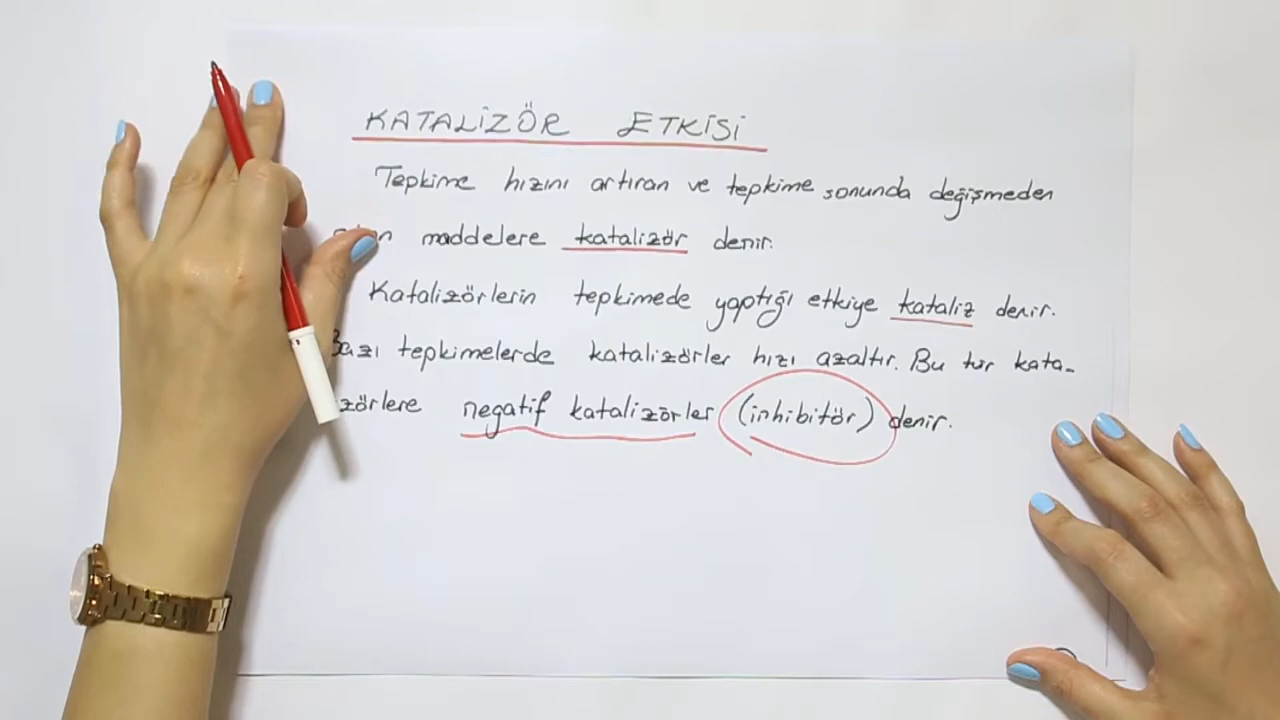 KATALİZÖR ETKİSİ
Tepkime hızını artıran ve tepkime sonunda değişmeden
maddelere katalizör denir.
Katalizörlerin tepkimede yaptığı etkiye kataliz denir.
Bazı tepkimelerde katalizörler hızı azaltır. Bu tür kata-
zörlere negatif katalizörler (inhibitör) denir.